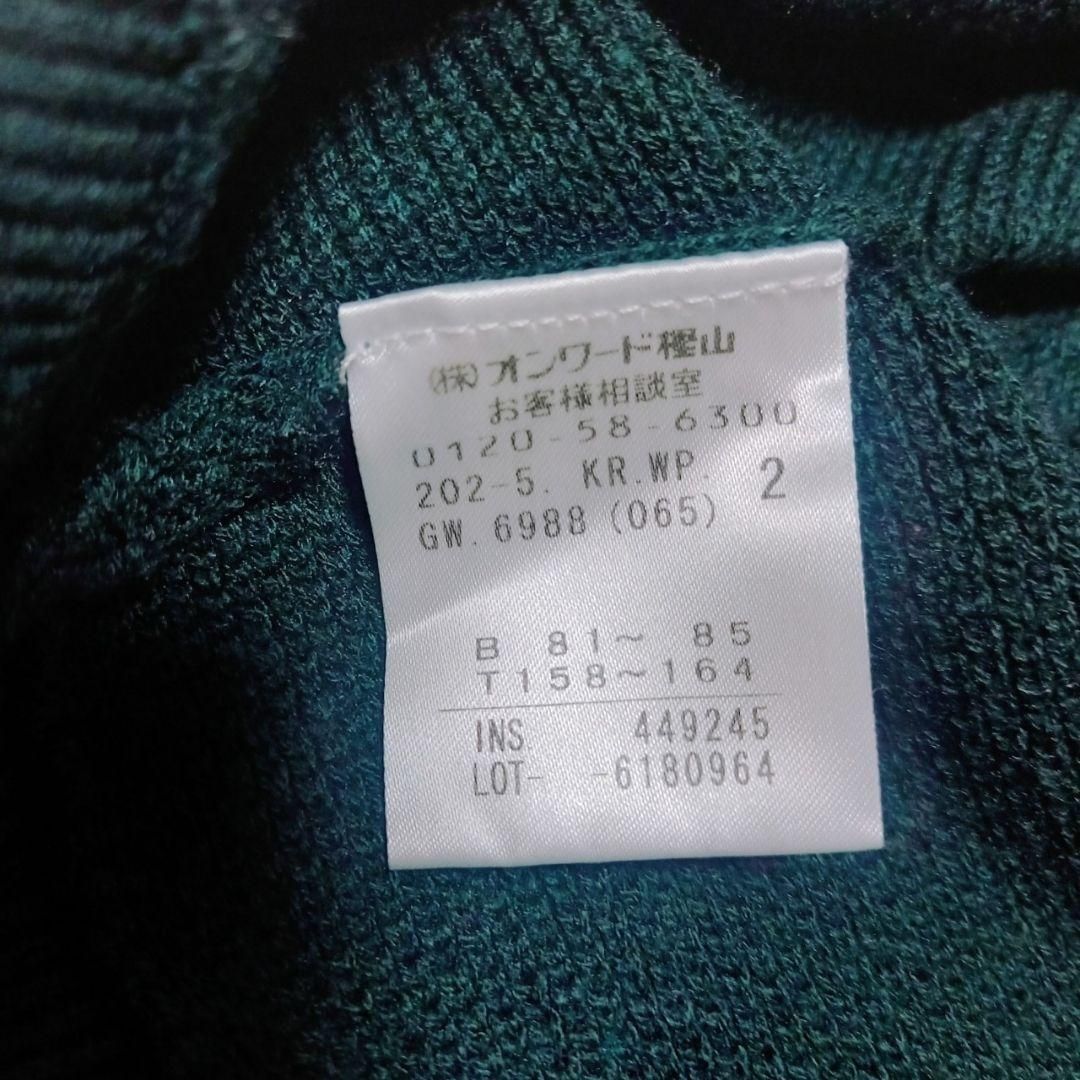 (株)オンワード樫山
お客様相談室
0120-58-6300
202-5. KR.WP. 2
GW. 6988 (065)
B 81～ 85
T158～164
INS 449245
LOT- -6180964